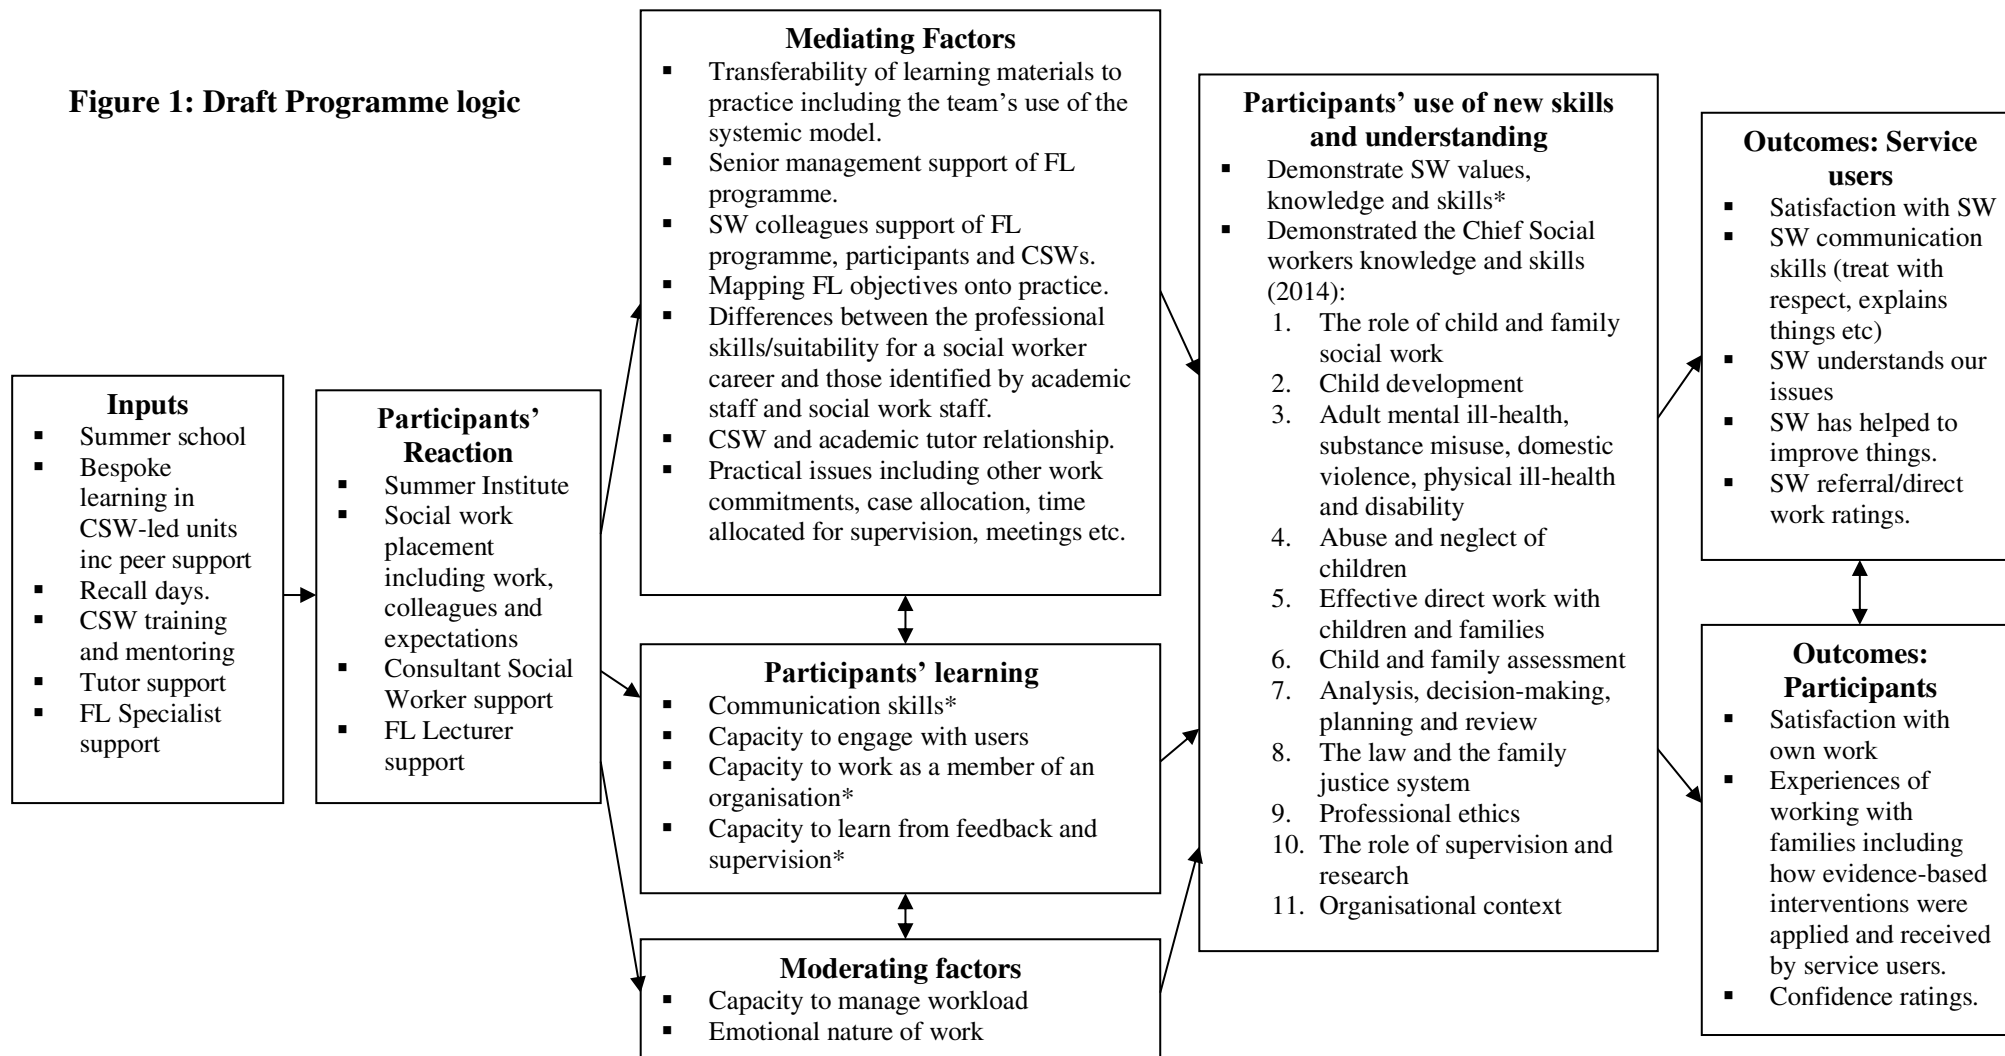 Figure 1: Draft Programme logic
Inputs
▪ Summer school
▪ Bespoke
learning in
CSW-led units
inc peer support
▪ Recall days.
▪ CSW training
and mentoring
▪ Tutor support
▪ FL Specialist
support
Participants’
Reaction
▪ Summer Institute
▪ Social work
placement
including work,
colleagues and
expectations
▪ Consultant Social
Worker support
▪ FL Lecturer
support
Mediating Factors
▪ Transferability of learning materials to
practice including the team’s use of the
systemic model.
▪ Senior management support of FL
programme.
▪ SW colleagues support of FL
programme, participants and CSWs.
▪ Mapping FL objectives onto practice.
▪ Differences between the professional
skills/suitability for a social worker
career and those identified by academic
staff and social work staff.
▪ CSW and academic tutor relationship.
▪ Practical issues including other work
commitments, case allocation, time
allocated for supervision, meetings etc.
Participants’ learning
▪ Communication skills*
▪ Capacity to engage with users
▪ Capacity to work as a member of an
organisation*
▪ Capacity to learn from feedback and
supervision*
Moderating factors
▪ Capacity to manage workload
▪ Emotional nature of work
Participants’ use of new skills
and understanding
▪ Demonstrate SW values,
knowledge and skills*
▪ Demonstrated the Chief Social
workers knowledge and skills
(2014):
1. The role of child and family
social work
2. Child development
3. Adult mental ill-health,
substance misuse, domestic
violence, physical ill-health
and disability
4. Abuse and neglect of
children
5. Effective direct work with
children and families
6. Child and family assessment
7. Analysis, decision-making,
planning and review
8. The law and the family
justice system
9. Professional ethics
10. The role of supervision and
research
11. Organisational context
Outcomes: Service
users
▪ Satisfaction with SW
▪ SW communication
skills (treat with
respect, explains
things etc)
▪ SW understands our
issues
▪ SW has helped to
improve things.
▪ SW referral/direct
work ratings.
Outcomes:
Participants
▪ Satisfaction with
own work
▪ Experiences of
working with
families including
how evidence-based
interventions were
applied and received
by service users.
▪ Confidence ratings.